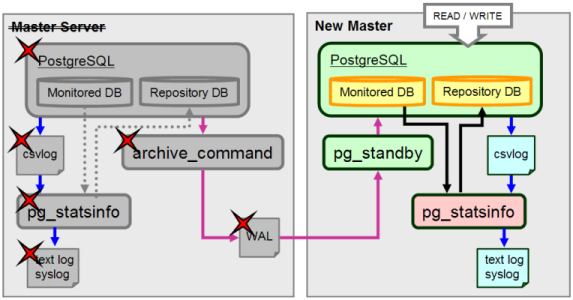 Master Server
PostgreSQL
Monitored DB
Repository DB
csvlog
archive_command
pg_statsinfo
WAL
text log
syslog
New Master
READ / WRITE
PostgreSQL
Monitored DB
Repository DB
pg_standby
csvlog
pg_statsinfo
text log
syslog